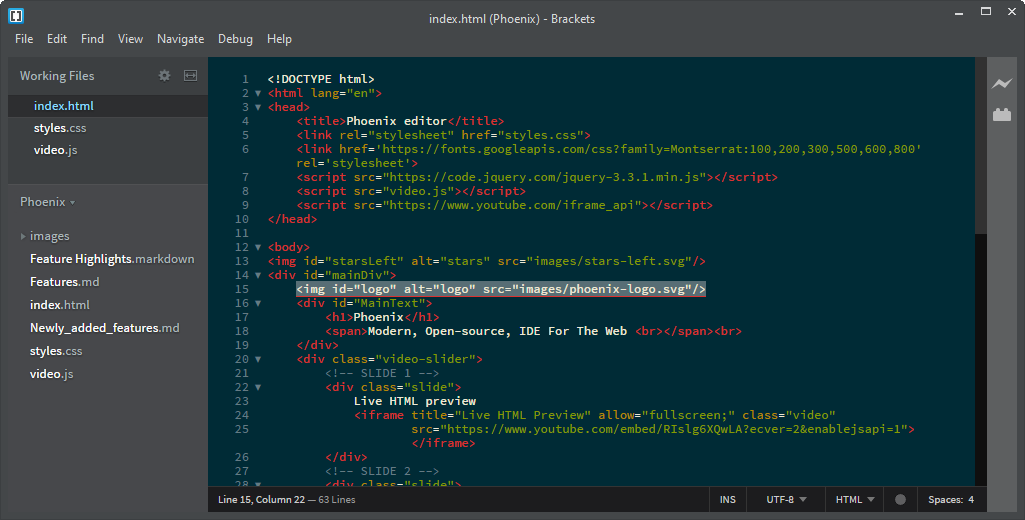 index.html (Phoenix) - Brackets
File Edit Find View Navigate Debug Help
Working Files
index.html
styles.css
video.js
Phoenix
images
Feature Highlights.markdown
Features.md
index.html
Newly_added_features.md
styles.css
video.js
1 <!DOCTYPE html>
2 <html lang="en">
3 <head>
4 <title>Phoenix editor</title>
5 <link rel="stylesheet" href="styles.css">
6 <link href='https://fonts.googleapis.com/css?family=Montserrat:100,200,300,500,600,800'
rel='stylesheet'>
7 <script src="https://code.jquery.com/jquery-3.3.1.min.js"></script>
8 <script src="video.js"></script>
9 <script src="https://www.youtube.com/iframe_api"></script>
10 </head>
11
12 <body>
13 <img id="starsLeft" alt="stars" src="images/stars-left.svg"/>
14 <div id="mainDiv">
15 <img id="logo" alt="logo" src="images/phoenix-logo.svg"/>
16 <div id="MainText">
17 <h1>Phoenix</h1>
18 <span>Modern, Open-source, IDE For The Web <br></span><br>
19 </div>
20 <div class="video-slider">
21 <!-- SLIDE 1 -->
22 <div class="slide">
23 Live HTML preview
24 <iframe title="Live HTML Preview" allow="fullscreen;" class="video"
25 src="https://www.youtube.com/embed/RIslg6XQwLA?ecver=2&enablejsapi=1">
</iframe>
26 </div>
27 <!-- SLIDE 2 -->
28 <div class="slide">
Line 15, Column 22 — 63 Lines
INS UTF-8 HTML Spaces: 4